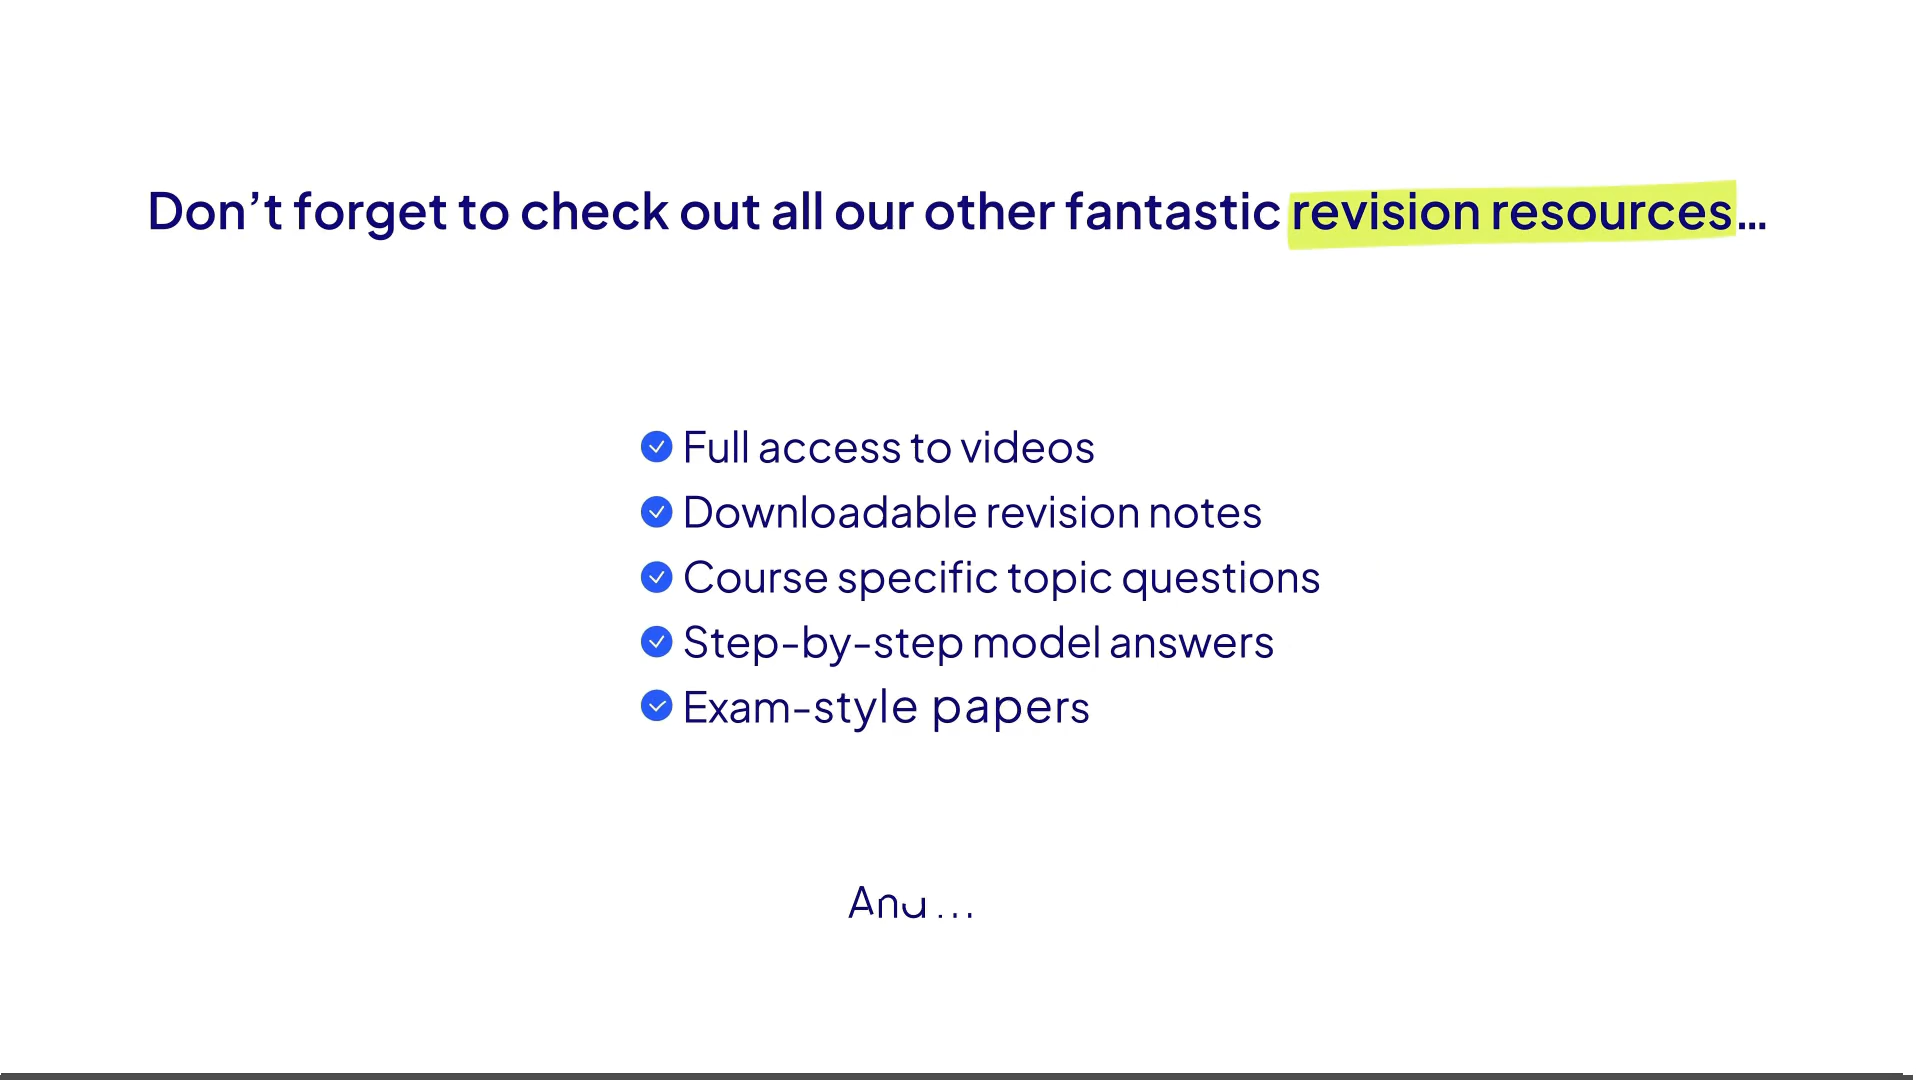 Don’t forget to check out all our other fantastic revision resources...
Full access to videos
Downloadable revision notes
Course specific topic questions
Step-by-step model answers
Exam-style papers